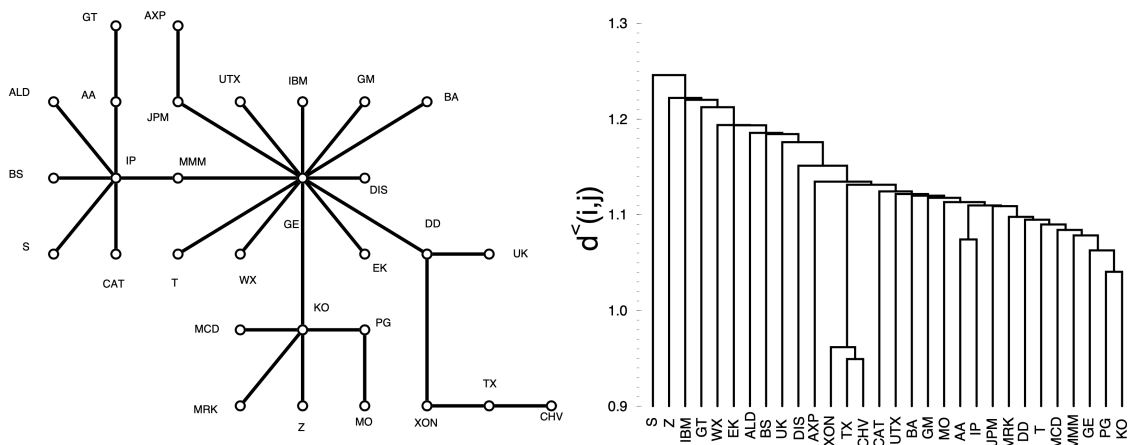 GT AXP
UTX IBM GM
ALD AA JPM BA
BS IP MMM DIS
GE DD
S CAT T WX EK UK
KO
MCD PG
TX
MRK Z MO XON CHV
1.3
1.2
1.1
1.0
0.9
d<(i,j)
S
Z
IBM
GT
WX
EK
ALD
BS
UK
DIS
AXP
XON
TX
CHV
CAT
UTX
BA
GM
MO
AA
IP
JPM
MRK
DD
T
MCD
MMM
GE
PG
KO